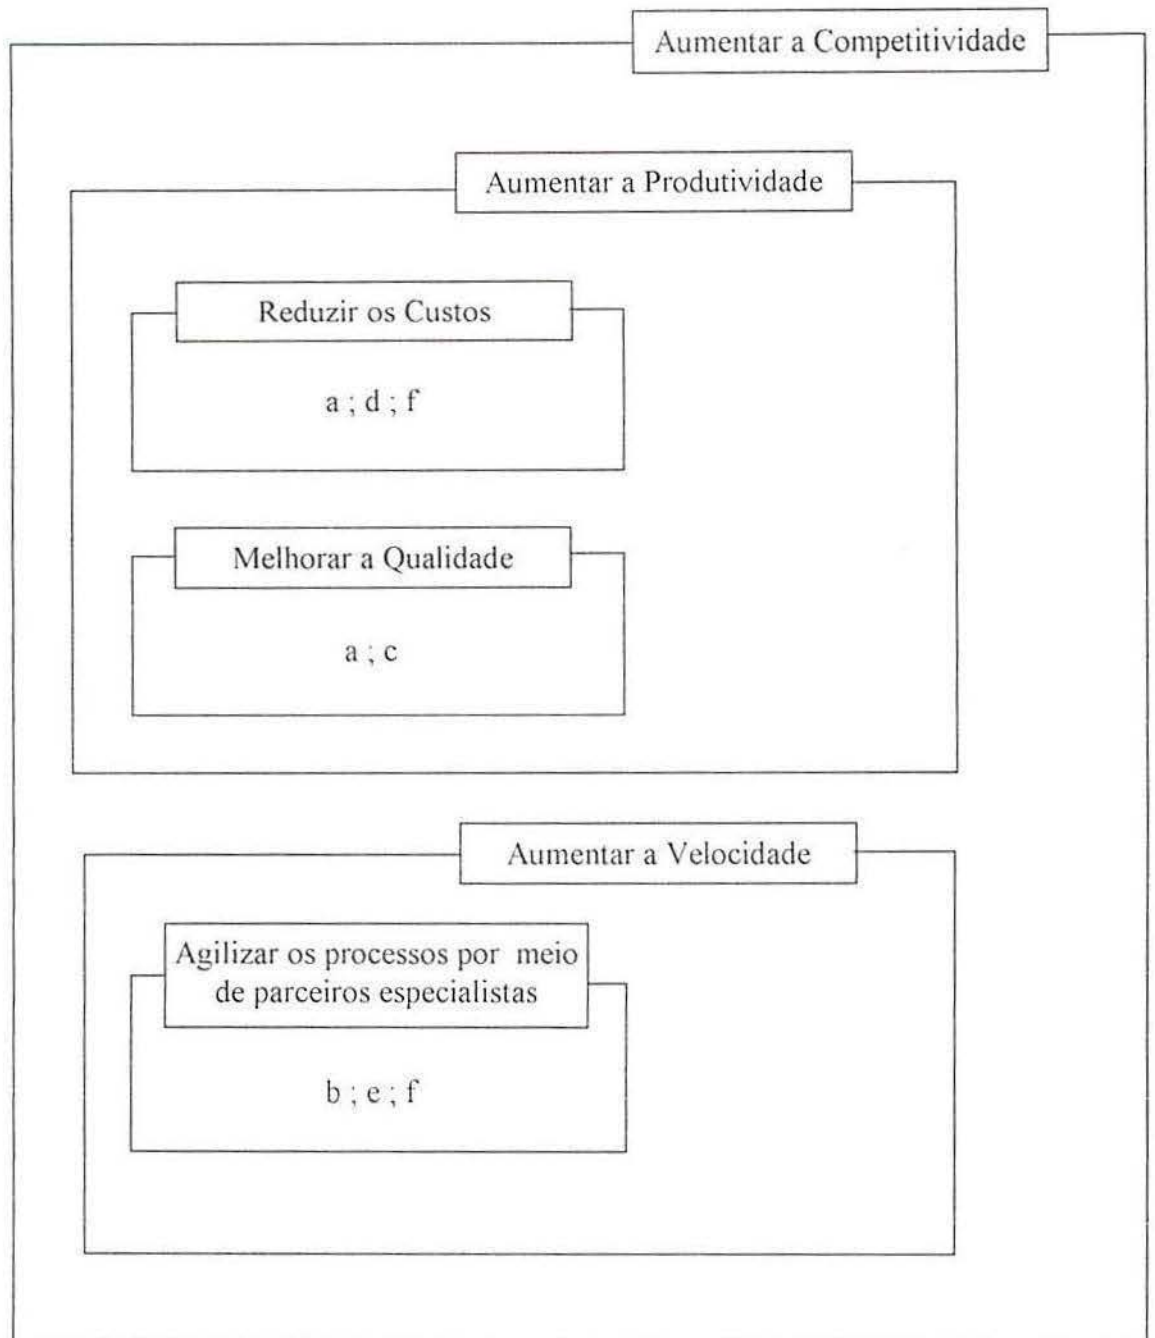 Aumentar a Competitividade
Aumentar a Produtividade
Reduzir os Custos
a ; d ; f
Melhorar a Qualidade
a ; c
Aumentar a Velocidade
Agilizar os processos por meio
de parceiros especialistas
b ; e ; f